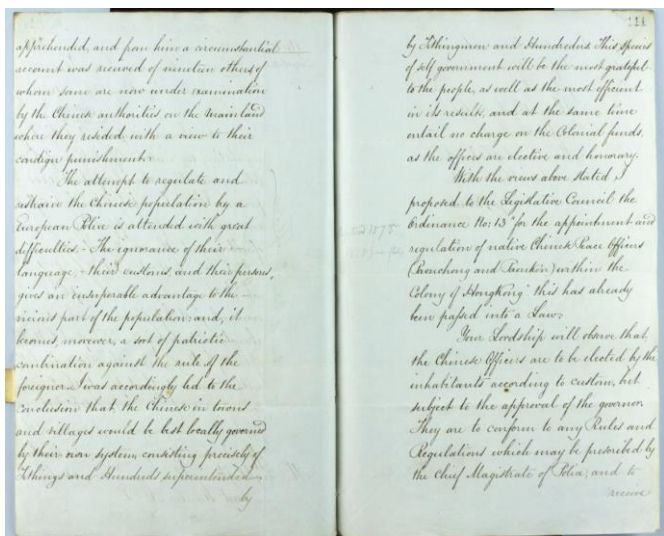 apprehended, and from him a circumstantial
account was received of nineteen others of
whom some are now under examination
by the Chinese authorities on the mainland
where they resided, with a view to their
condign punishment.
The attempt to regulate and
restrain the Chinese population by a
European Police is attended with great
difficulties. The ignorance of their
language, their customs, and their persons,
gives an insuperable advantage to the
vicious part of the population: and, it
becomes, moreover, a sort of patriotic
combination against the rule of the
foreigner. I was accordingly led to the
conclusion that, the Chinese in towns
and villages would be best locally governed
by their own system, consisting precisely of
Tithings and Hundreds, superintended
by
by Tithingmen and Hundreders. This species
of self government will be the most grateful
to the people, as well as the most efficient
in its results, and at the same time
entail no charge on the Colonial funds,
as the offices are elective and honorary.
With the views above stated I
proposed to the Legislative Council the
Ordinance No: 13 "for the appointment and
regulation of native Chinese Peace Officers
(Paouchong and Paoukea) within the
Colony of Hongkong" this has already
been passed into a Law.
Your Lordship will observe that,
the Chinese Officers are to be elected by the
inhabitants according to custom, but
subject to the approval of the governor.
They are to conform to any Rules and
Regulations which may be prescribed by
the Chief Magistrate of Police; and to
receive